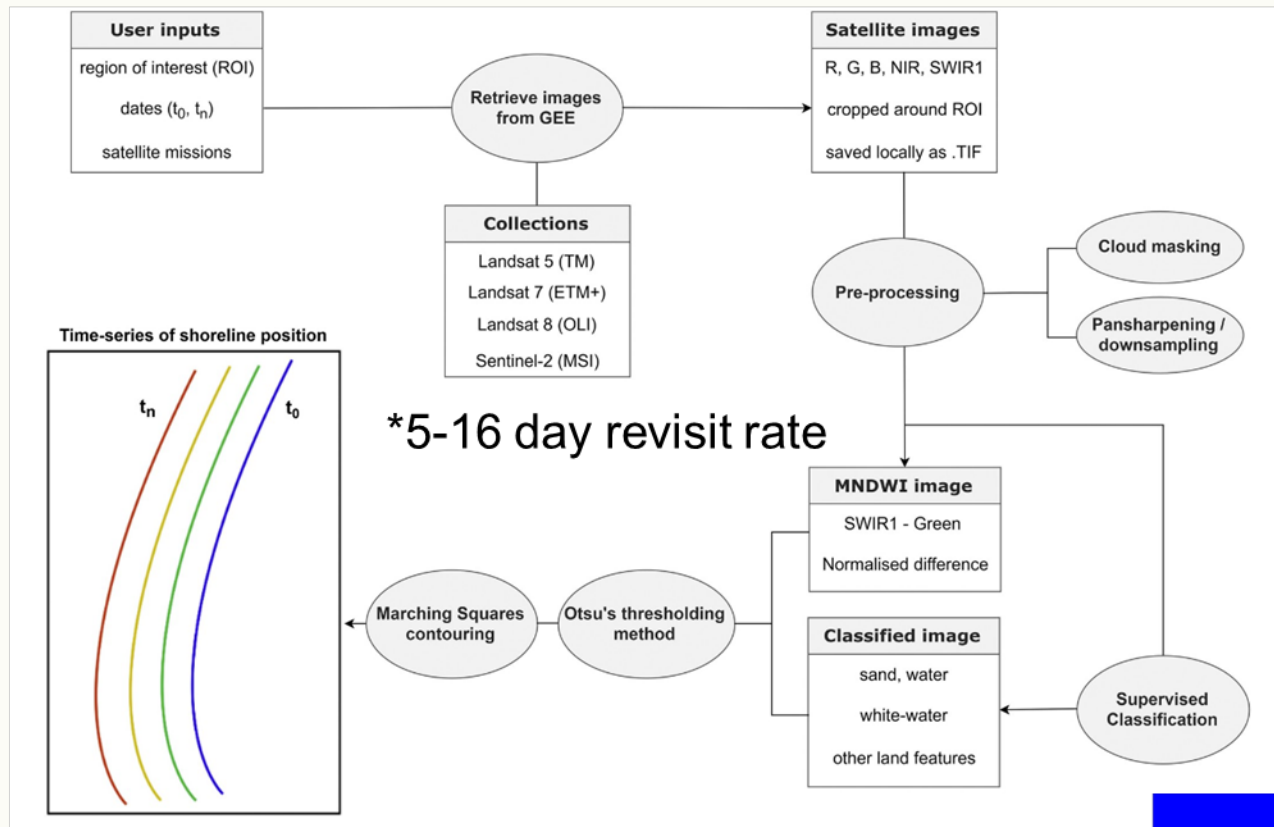 User inputs
region of interest (ROI)
dates (t0, tn)
satellite missions
Retrieve images
from GEE
Satellite images
R, G, B, NIR, SWIR1
cropped around ROI
saved locally as .TIF
Collections
Landsat 5 (TM)
Landsat 7 (ETM+)
Landsat 8 (OLI)
Sentinel-2 (MSI)
Pre-processing
Cloud masking
Pansharpening /
downsampling
*5-16 day revisit rate
MNDWI image
SWIR1 - Green
Normalised difference
Classified image
sand, water
white-water
other land features
Supervised
Classification
Otsu's thresholding
method
Marching Squares
contouring
Time-series of shoreline position
tn
t0